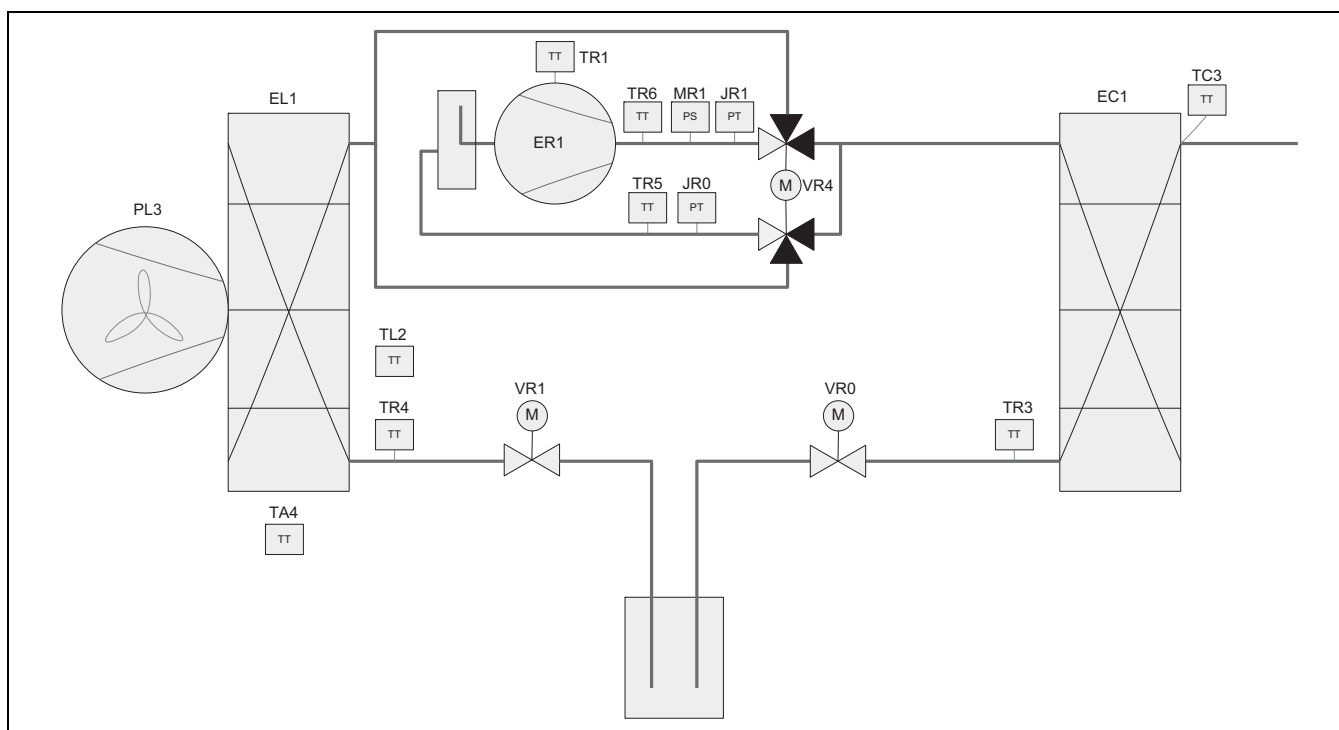 TT TR1
TC3
TT
EL1
TR6 MR1 JR1
TT PS PT
EC1
ER1
M VR4
TR5 JR0
TT PT
PL3
TL2
TT
VR1
M
VR0
M
TR4
TT
TR3
TT
TA4
TT